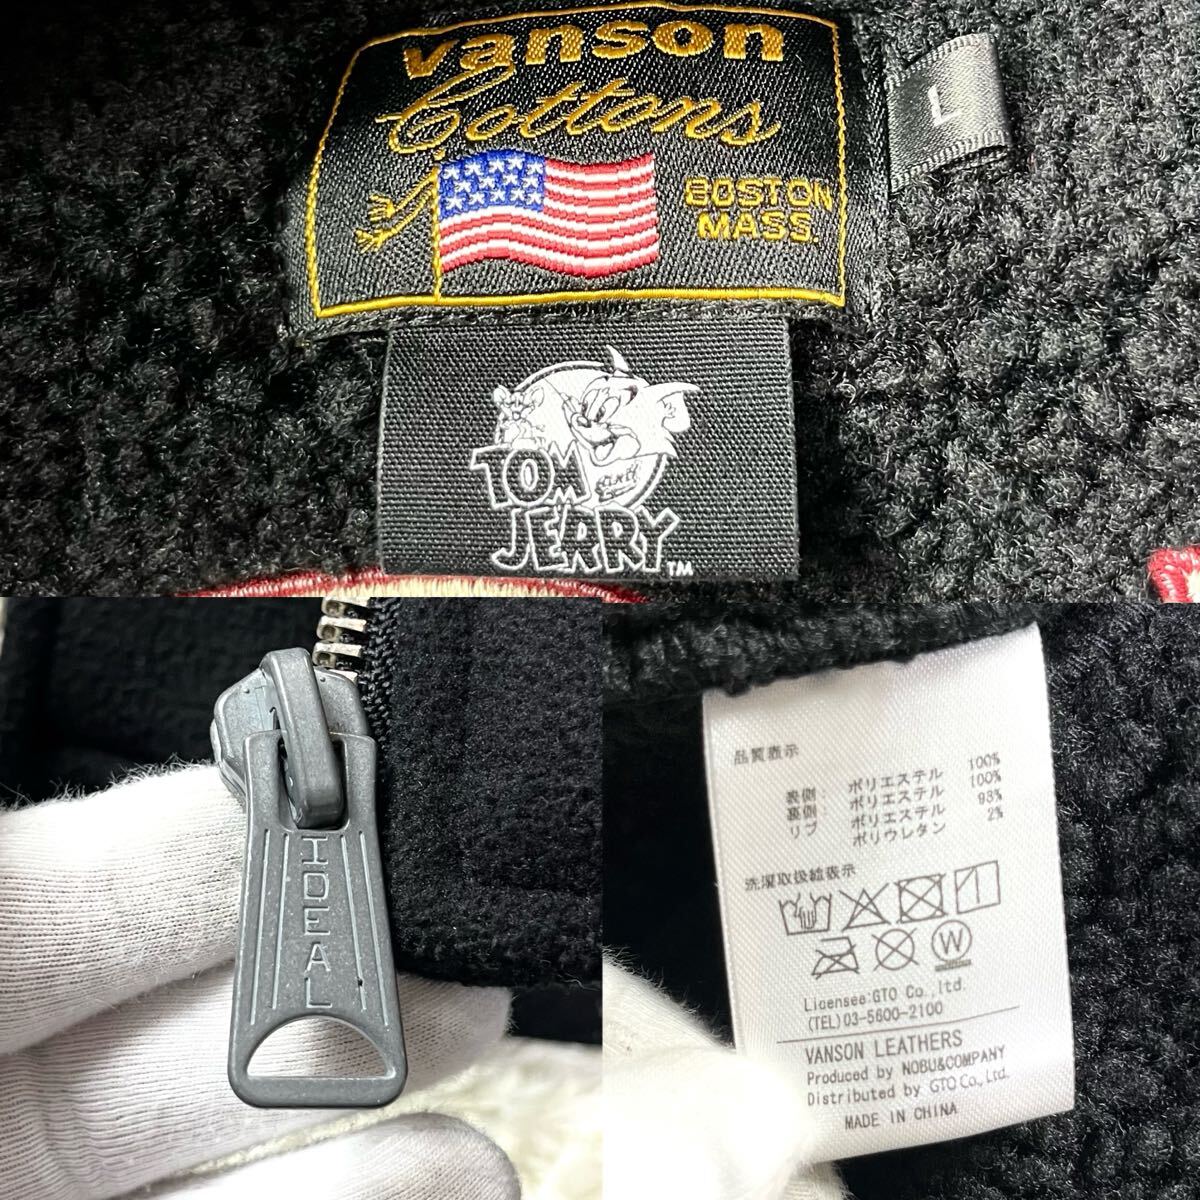 vanson
Cottons
BOSTON
MASS.
L
TOM
JERRY™
IDEAL
品質表示
表側: ポリエステル 100%
裏側: ポリエステル 100%
リブ ポリエステル 93%
ポリウレタン 2%
洗濯取扱絵表示
W
Licensee:GTO Co., ltd.
(TEL)03-5600-2100
VANSON LEATHERS
Produced by NOBU&COMPANY
Distributed by GTO Co., Ltd.
MADE IN CHINA